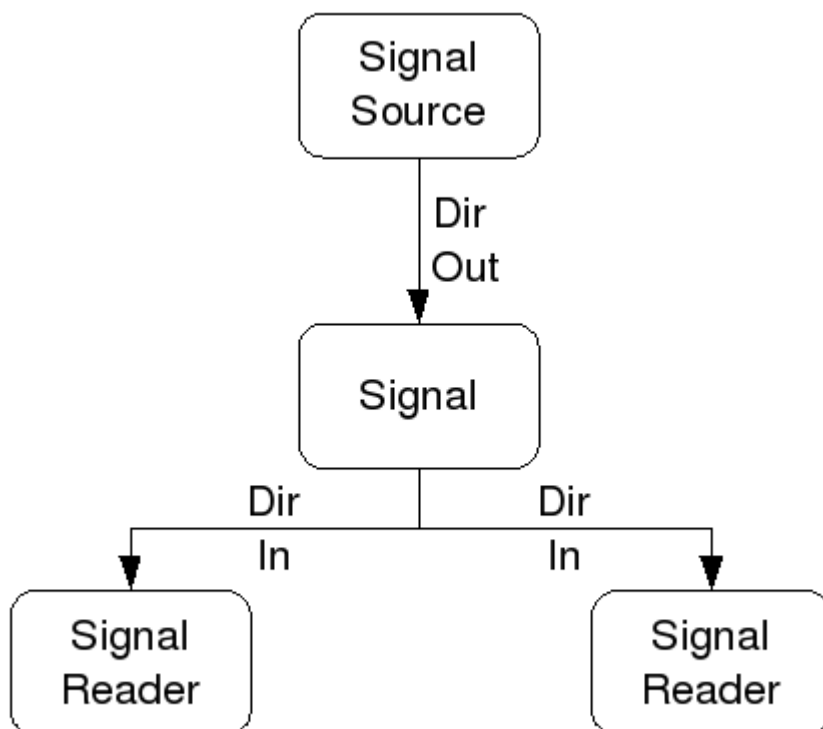 Signal
Source
Dir
Out
Signal
Dir
In
Dir
In
Signal
Reader
Signal
Reader